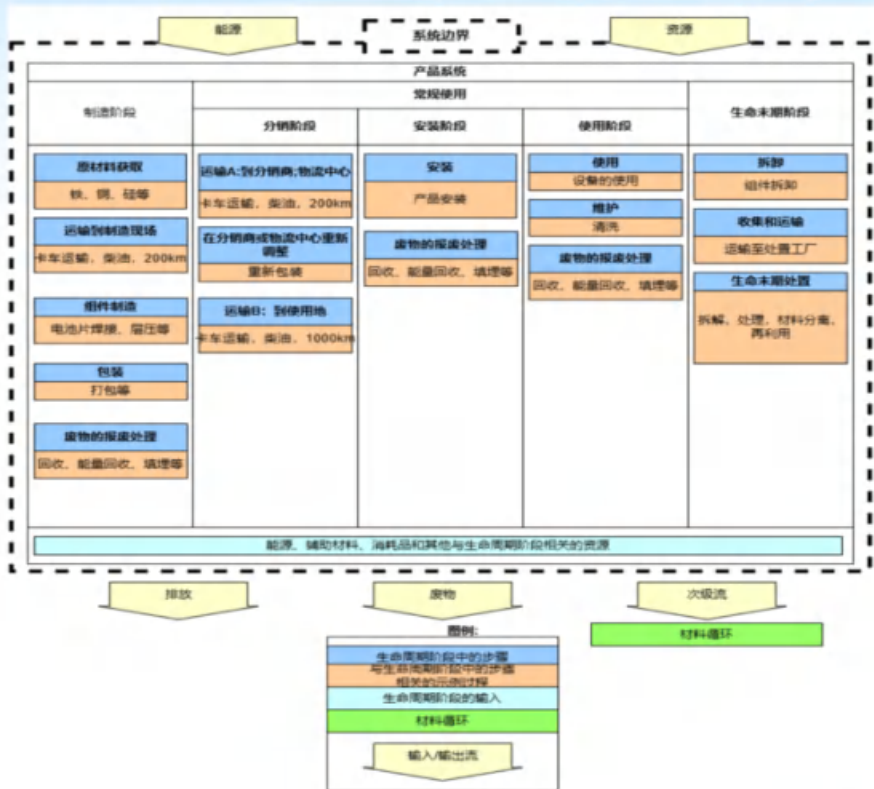 能源
系统边界
资源
产品系统
制造阶段
常规使用
生命末期阶段
分销阶段
安装阶段
使用阶段
原材料获取
铁、铜、硅等
运输到制造现场
卡车运输，柴油，200km
组件制造
电池片焊接、层压等
包装
打包等
废物的报废处理
回收、能量回收、填埋等
运输A:到分销商;物流中心
卡车运输，柴油，200km
在分销商或物流中心重新
调整
重新包装
运输B：到使用地
卡车运输，柴油，1000km
安装
产品安装
废物的报废处理
回收、能量回收、填埋等
使用
设备的使用
维护
清洗
废物的报废处理
回收、能量回收、填埋等
拆卸
组件拆卸
收集和运输
运输至处置工厂
生命末期处置
拆解、处理，材料分离、
再利用
能源、辅助材料、消耗品和其他与生命周期阶段相关的资源
排放
废物
次级流
材料循环
图例:
生命周期阶段中的步骤
与生命周期阶段中的步骤
相关的示例过程
生命周期阶段的输入
材料循环
输入/输出流